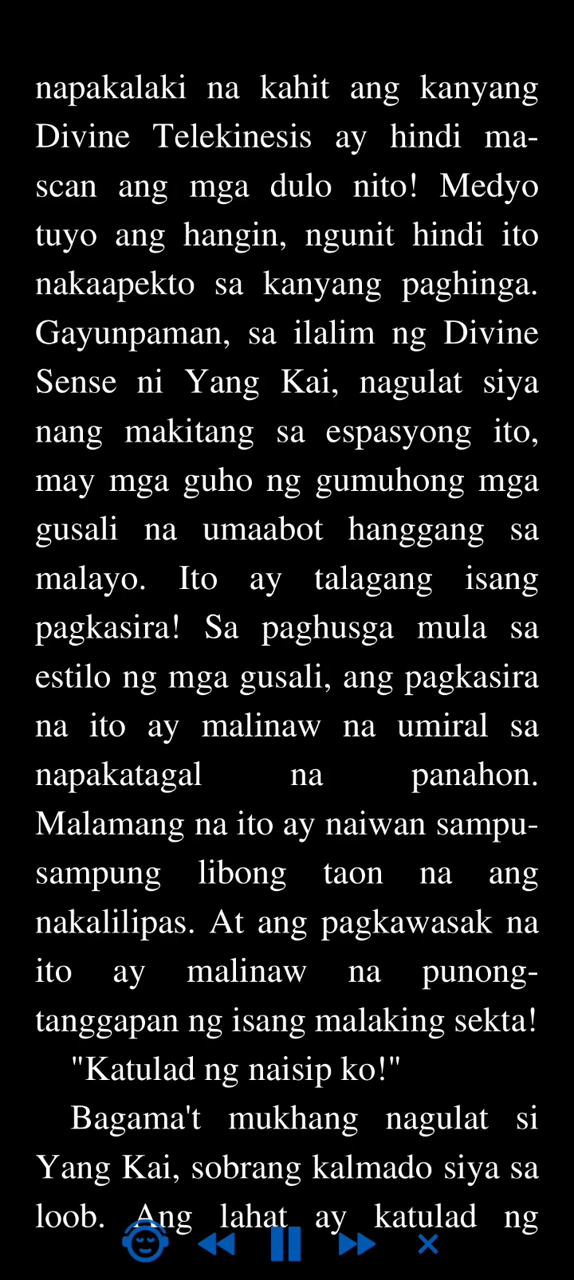 napakalaki na kahit ang kanyang
Divine Telekinesis ay hindi ma-
scan ang mga dulo nito! Medyo
tuyo ang hangin, ngunit hindi ito
nakaapekto sa kanyang paghinga.
Gayunpaman, sa ilalim ng Divine
Sense ni Yang Kai, nagulat siya
nang makitang sa espasyong ito,
may mga guho ng gumuhong mga
gusali na umaabot hanggang sa
malayo. Ito ay talagang isang
pagkasira! Sa paghusga mula sa
estilo ng mga gusali, ang pagkasira
na ito ay malinaw na umiral sa
napakatagal na panahon.
Malamang na ito ay naiwan sampu-
sampung libong taon na ang
nakalilipas. At ang pagkawasak na
ito ay malinaw na punong-
tanggapan ng isang malaking sekta!
"Katulad ng naisip ko!"
Bagama't mukhang nagulat si
Yang Kai, sobrang kalmado siya sa
loob. Ang lahat ay katulad ng